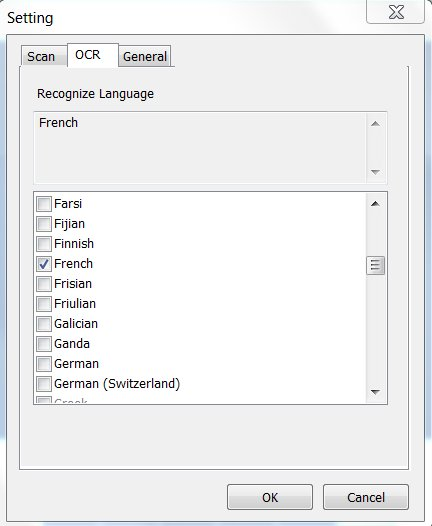 Setting
Scan OCR General
Recognize Language
French
Farsi
Fijian
Finnish
French
Frisian
Friulian
Galician
Ganda
German
German (Switzerland)
Greek
OK Cancel